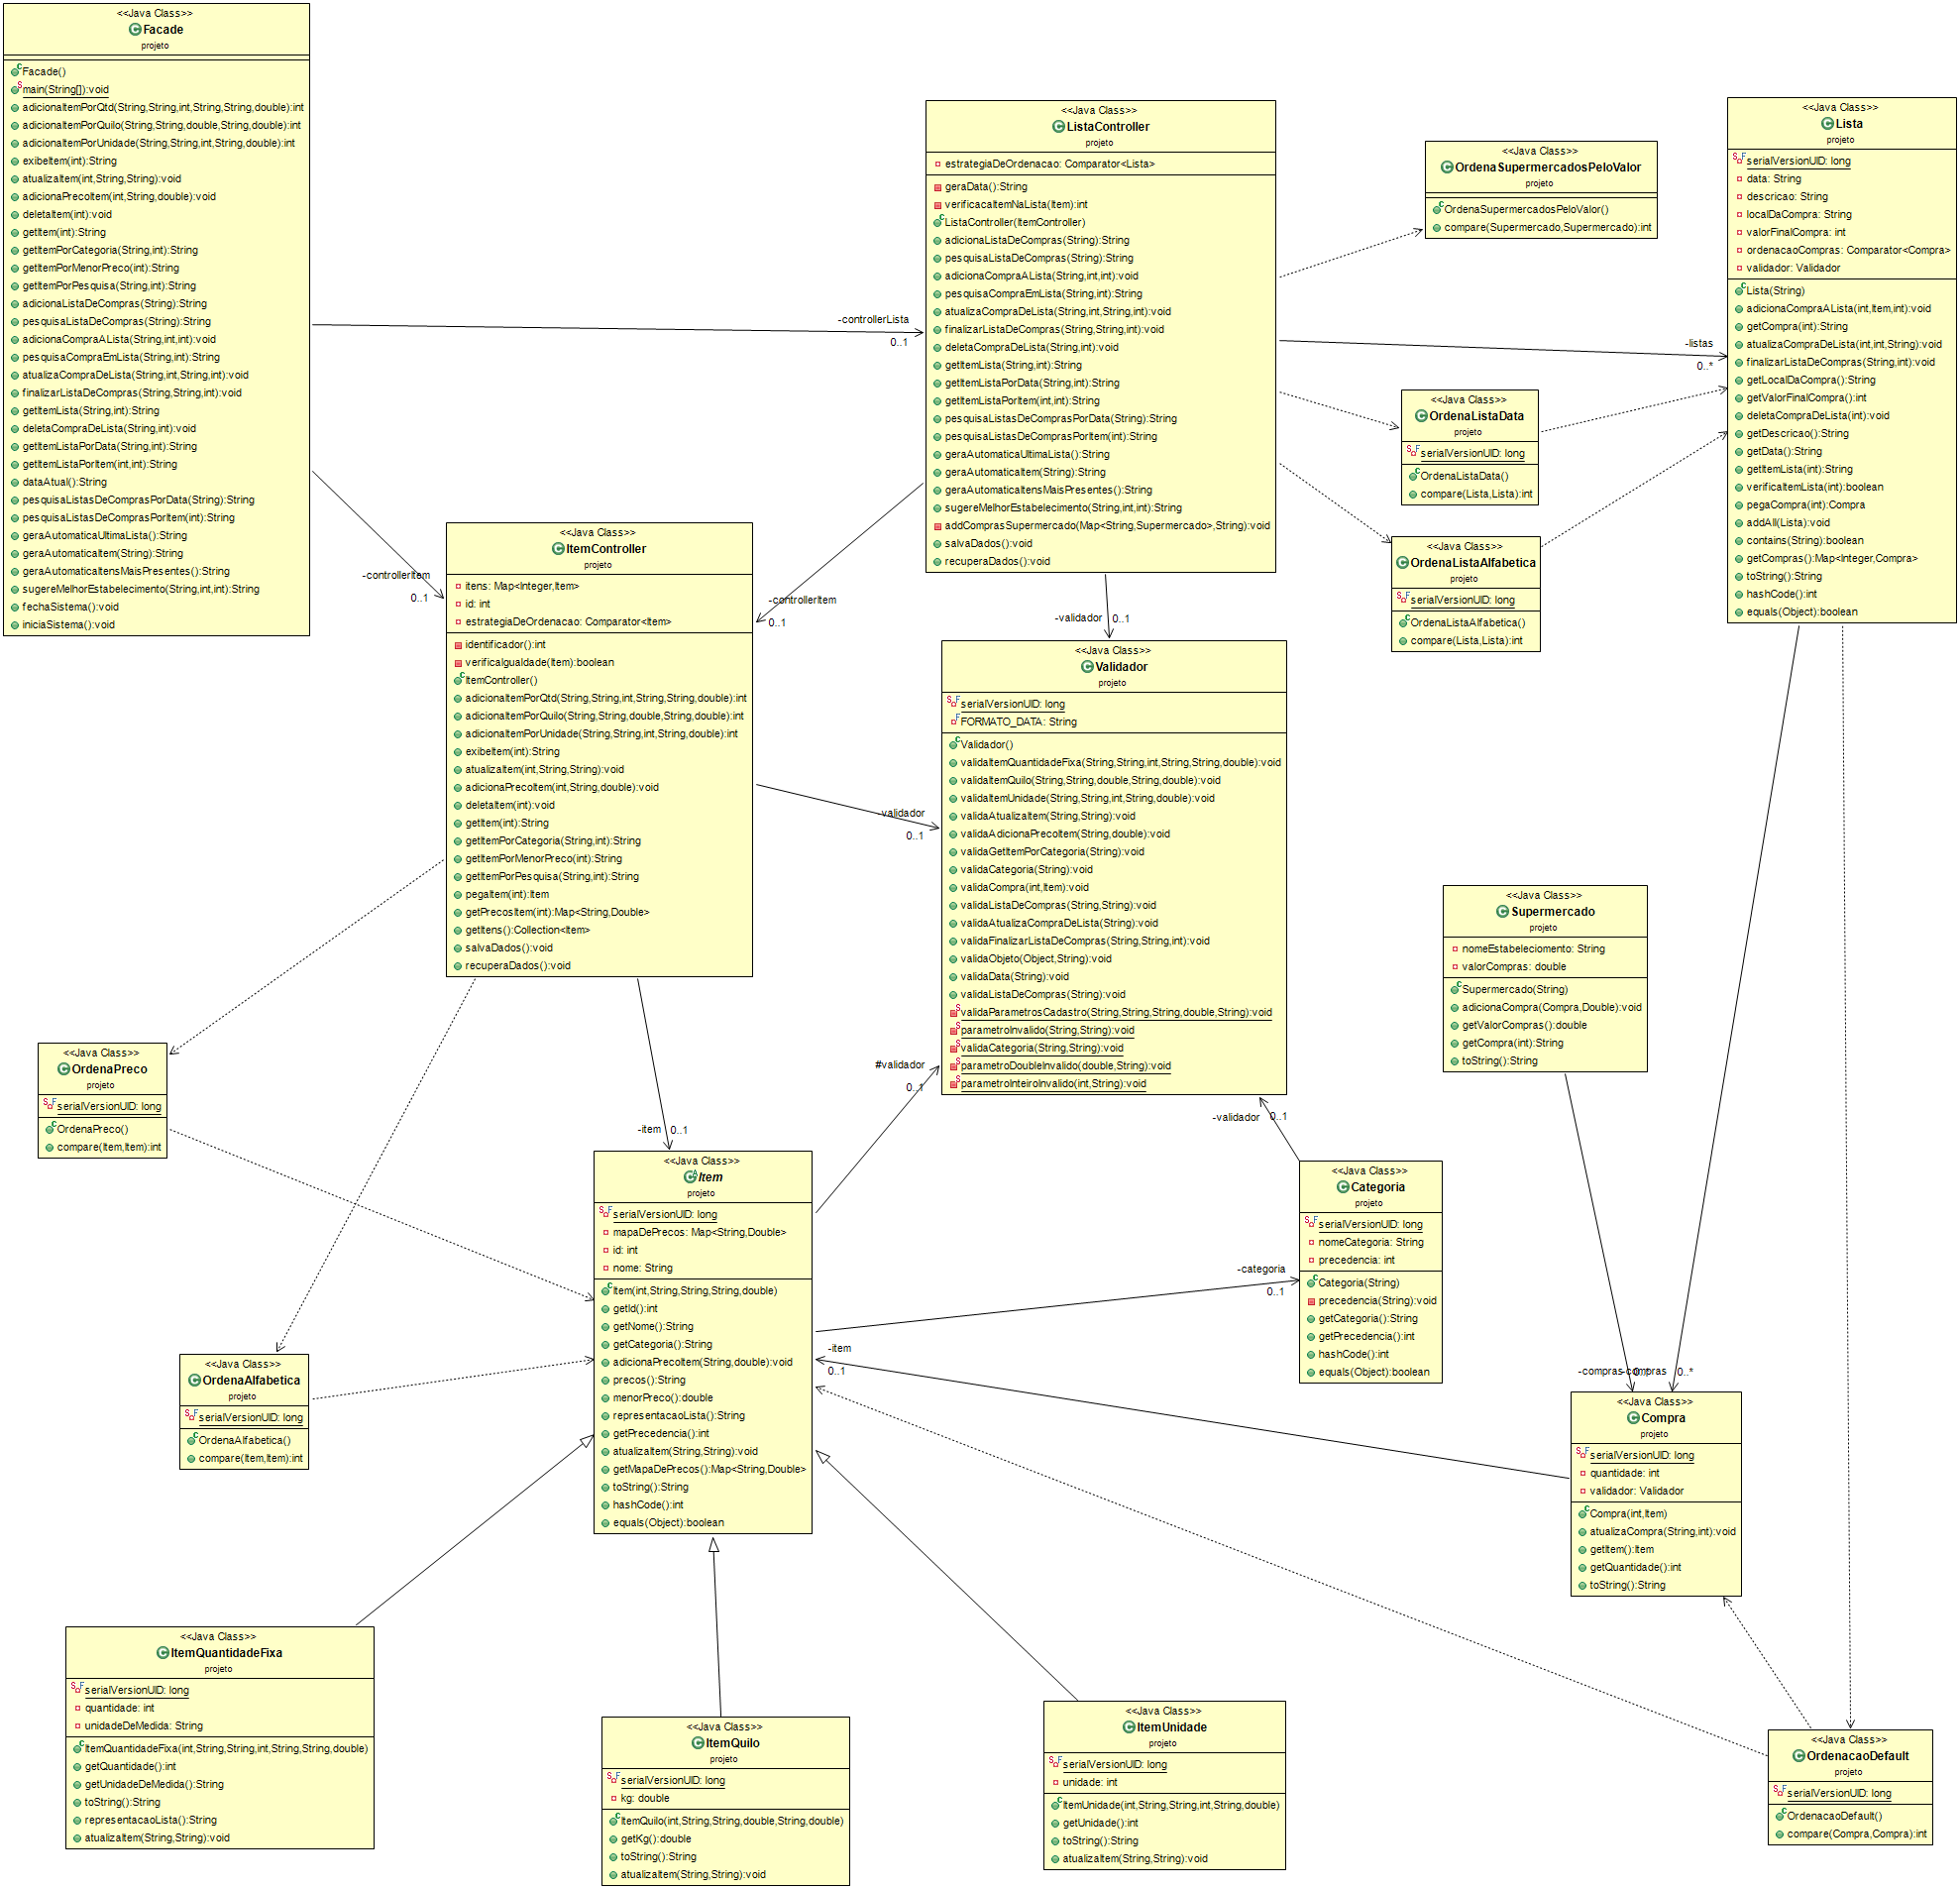 <<Java Class>>
Facade
projeto
Facade()
main(String[]):void
adicionaItemPorQtd(String,String,int,String,String,double):int
adicionaItemPorQuilo(String,String,double,String,double):int
adicionaItemPorUnidade(String,String,int,String,double):int
exibeItem(int):String
atualizaItem(int,String,String):void
adicionaPrecoItem(int,String,double):void
deletaItem(int):void
getItem(int):String
getItemPorCategoria(String,int):String
getItemPorMenorPreco(int):String
getItemPorPesquisa(String,int):String
adicionaListaDeCompras(String):String
pesquisaListaDeCompras(String):String
adicionaCompraALista(String,int,int):void
pesquisaCompraEmLista(String,int):String
atualizaCompraDeLista(String,int,String,int):void
finalizarListaDeCompras(String,String,int):void
getItemLista(String,int):String
deletaCompraDeLista(String,int):void
getItemListaPorData(String,int):String
getItemListaPorItem(int,int):String
dataAtual():String
pesquisaListasDeComprasPorData(String):String
pesquisaListasDeComprasPorItem(int):String
geraAutomaticaUltimaLista():String
geraAutomaticaItem(String):String
geraAutomaticaItensMaisPresentes():String
sugereMelhorEstabelecimento(String,int,int):String
fechaSistema():void
iniciaSistema():void
-controllerLista
0..1
-controllerItem
0..1
<<Java Class>>
ListaController
projeto
estrategiaDeOrdenacao: Comparator<Lista>
geraData():String
verificacaItemNaLista(Item):int
ListaController(ItemController)
adicionaListaDeCompras(String):String
pesquisaListaDeCompras(String):String
adicionaCompraALista(String,int,int):void
pesquisaCompraEmLista(String,int):String
atualizaCompraDeLista(String,int,String,int):void
finalizarListaDeCompras(String,String,int):void
deletaCompraDeLista(String,int):void
getItemLista(String,int):String
getItemListaPorData(String,int):String
getItemListaPorItem(int,int):String
pesquisaListasDeComprasPorData(String):String
pesquisaListasDeComprasPorItem(int):String
geraAutomaticaUltimaLista():String
geraAutomaticaItem(String):String
geraAutomaticaItensMaisPresentes():String
sugereMelhorEstabelecimento(String,int,int):String
addComprasSupermercado(Map<String,Supermercado>,String):void
salvaDados():void
recuperaDados():void
-controllerItem
0..1
-validador
0..1
-listas
0..*
<<Java Class>>
OrdenaSupermercadosPeloValor
projeto
OrdenaSupermercadosPeloValor()
compare(Supermercado,Supermercado):int
<<Java Class>>
OrdenaListaData
projeto
serialVersionUID: long
OrdenaListaData()
compare(Lista,Lista):int
<<Java Class>>
OrdenaListaAlfabetica
projeto
serialVersionUID: long
OrdenaListaAlfabetica()
compare(Lista,Lista):int
<<Java Class>>
Lista
projeto
serialVersionUID: long
data: String
descricao: String
localDaCompra: String
valorFinalCompra: int
ordenacaoCompras: Comparator<Compra>
validador: Validador
Lista(String)
adicionaCompraALista(int,Item,int):void
getCompra(int):String
atualizaCompraDeLista(int,int,String):void
finalizarListaDeCompras(String,int):void
getLocalDaCompra():String
getValorFinalCompra():int
deletaCompraDeLista(int):void
getDescricao():String
getData():String
getItemLista(int):String
verificaItemLista(int):boolean
pegaCompra(int):Compra
addAll(Lista):void
contains(String):boolean
getCompras():Map<Integer,Compra>
toString():String
hashCode():int
equals(Object):boolean
<<Java Class>>
ItemController
projeto
itens: Map<Integer,Item>
id: int
estrategiaDeOrdenacao: Comparator<Item>
identificador():int
verificaIgualdade(Item):boolean
ItemController()
adicionaItemPorQtd(String,String,int,String,String,double):int
adicionaItemPorQuilo(String,String,double,String,double):int
adicionaItemPorUnidade(String,String,int,String,double):int
exibeItem(int):String
atualizaItem(int,String,String):void
adicionaPrecoItem(int,String,double):void
deletaItem(int):void
getItem(int):String
getItemPorCategoria(String,int):String
getItemPorMenorPreco(int):String
getItemPorPesquisa(String,int):String
pegaItem(int):Item
getPrecosItem(int):Map<String,Double>
getItens():Collection<Item>
salvaDados():void
recuperaDados():void
-validador
0..1
<<Java Class>>
Validador
projeto
serialVersionUID: long
FORMATO_DATA: String
Validador()
validaItemQuantidadeFixa(String,String,int,String,String,double):void
validaItemQuilo(String,String,double,String,double):void
validaItemUnidade(String,String,int,String,double):void
validaAtualizaItem(String,String):void
validaAdicionaPrecoItem(String,double):void
validaGetItemPorCategoria(String):void
validaCategoria(String):void
validaCompra(int,Item):void
validaListaDeCompras(String,String):void
validaAtualizaCompraDeLista(String):void
validaFinalizarListaDeCompras(String,String,int):void
validaObjeto(Object,String):void
validaData(String):void
validaListaDeCompras(String):void
validaParametrosCadastro(String,String,String,double,String):void
parametroInvalido(String,String):void
validaCategoria(String,String):void
parametroDoubleInvalido(double,String):void
parametroInteiroInvalido(int,String):void
#validador
0..1
-validador
0..1
<<Java Class>>
Supermercado
projeto
nomeEstabeleciomento: String
valorCompras: double
Supermercado(String)
adicionaCompra(Compra,Double):void
getValorCompras():double
getCompra(int):String
toString():String
<<Java Class>>
OrdenaPreco
projeto
serialVersionUID: long
OrdenaPreco()
compare(Item,Item):int
-item
0..1
<<Java Class>>
Item
projeto
serialVersionUID: long
mapaDePrecos: Map<String,Double>
id: int
nome: String
Item(int,String,String,String,double)
getId():int
getNome():String
getCategoria():String
adicionaPrecoItem(String,double):void
precos():String
menorPreco():double
representacaoLista():String
getPrecedencia():int
atualizaItem(String,String):void
getMapaDePrecos():Map<String,Double>
toString():String
hashCode():int
equals(Object):boolean
-categoria
0..1
-item
0..1
<<Java Class>>
Categoria
projeto
serialVersionUID: long
nomeCategoria: String
precedencia: int
Categoria(String)
precedencia(String):void
getCategoria():String
getPrecedencia():int
hashCode():int
equals(Object):boolean
<<Java Class>>
OrdenaAlfabetica
projeto
serialVersionUID: long
OrdenaAlfabetica()
compare(Item,Item):int
-compras
-compras
0..*
0..*
<<Java Class>>
Compra
projeto
serialVersionUID: long
quantidade: int
validador: Validador
Compra(int,Item)
atualizaCompra(String,int):void
getItem():Item
getQuantidade():int
toString():String
<<Java Class>>
ItemQuantidadeFixa
projeto
serialVersionUID: long
quantidade: int
unidadeDeMedida: String
ItemQuantidadeFixa(int,String,String,int,String,String,double)
getQuantidade():int
getUnidadeDeMedida():String
toString():String
representacaoLista():String
atualizaItem(String,String):void
<<Java Class>>
ItemQuilo
projeto
serialVersionUID: long
kg: double
ItemQuilo(int,String,String,double,String,double)
getKg():double
toString():String
atualizaItem(String,String):void
<<Java Class>>
ItemUnidade
projeto
serialVersionUID: long
unidade: int
ItemUnidade(int,String,String,int,String,double)
getUnidade():int
toString():String
atualizaItem(String,String):void
<<Java Class>>
OrdenacaoDefault
projeto
serialVersionUID: long
OrdenacaoDefault()
compare(Compra,Compra):int